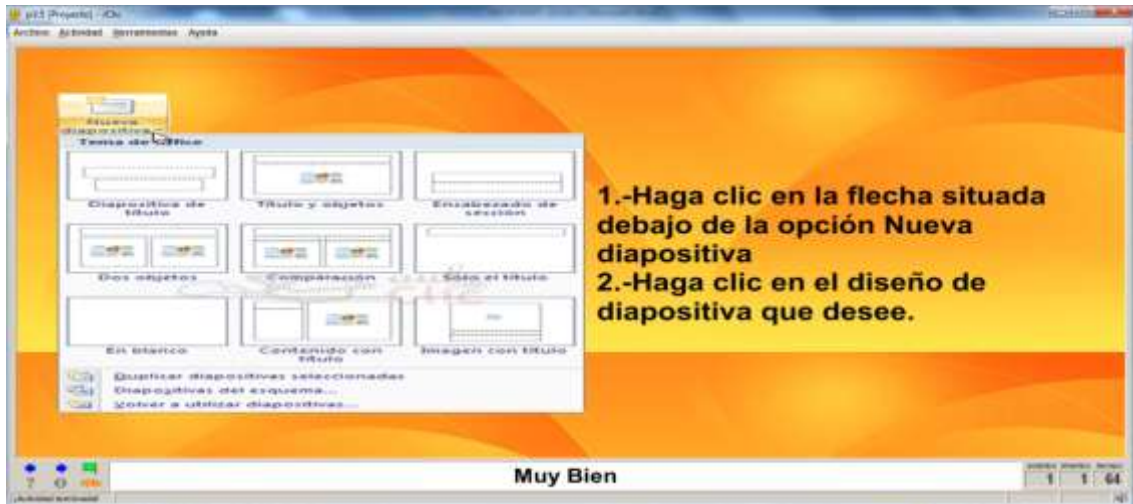 p13 [Proyecto] - JClic
Archivo Actividad Herramientas Ayuda
Nueva
diapositiva
Tema de Office
Diapositiva de
título
Título y objetos
Encabezado de
sección
Dos objetos
Comparación
Sólo el título
En blanco
Contenido con
título
Imagen con título
Duplicar diapositivas seleccionadas
Diapositivas del esquema...
Volver a utilizar diapositivas...
1.-Haga clic en la flecha situada
debajo de la opción Nueva
diapositiva
2.-Haga clic en el diseño de
diapositiva que desee.
Muy Bien
1 1 64